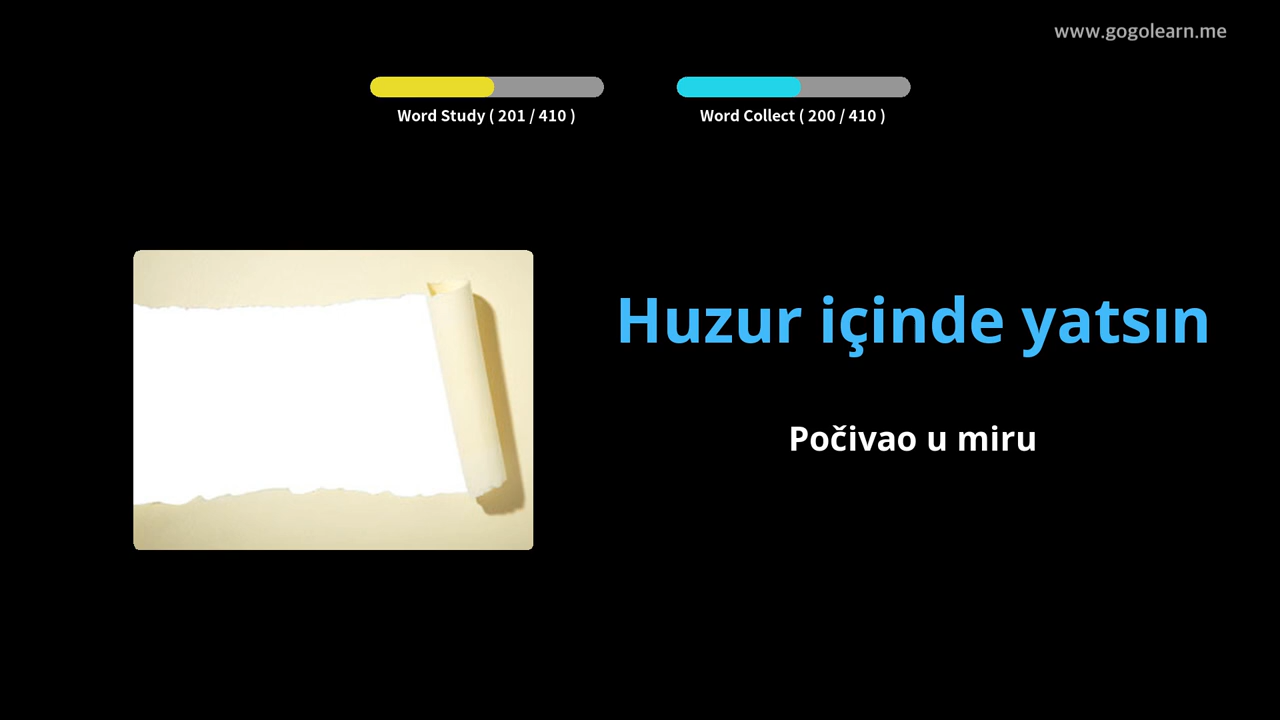 www.gogolearn.me
Word Study ( 201 / 410 )
Word Collect ( 200 / 410 )
Huzur içinde yatsın
Počivao u miru